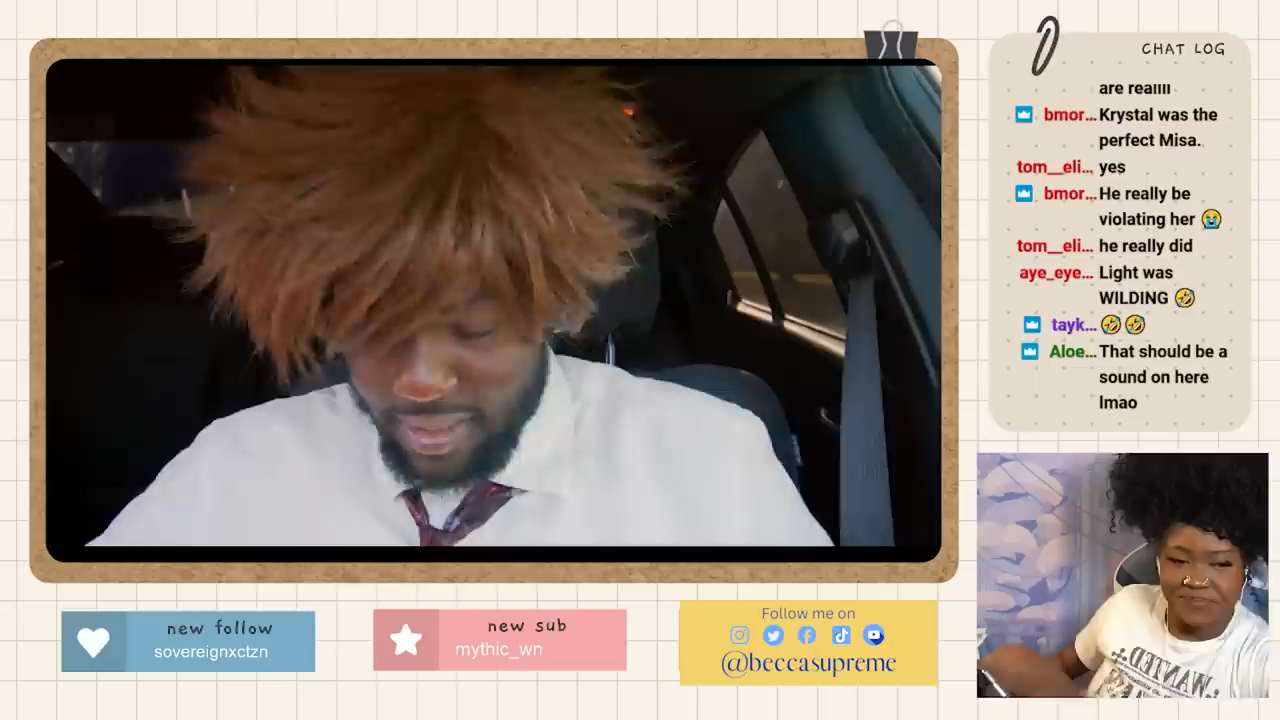 CHAT LOG
are reallll
bmor... Krystal was the
perfect Misa.
tom__eli... yes
bmor... He really be
violating her 😭
tom__eli... he really did
aye_eye... Light was
WILDING 🤣
tayk... 🤣🤣
Aloe... That should be a
sound on here
lmao
new follow
sovereignxctzn
new sub
mythic_wn
Follow me on
@beccasupreme
WANTED